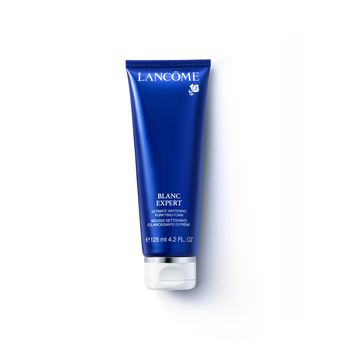 LANCÔME
BLANC
EXPERT
ULTIMATE WHITENING
PURIFYING FOAM
MOUSSE NETTOYANTE
ÉCLAIRCISSANTE EXTRÊME
℮ 125 ml 4.2 FL. OZ